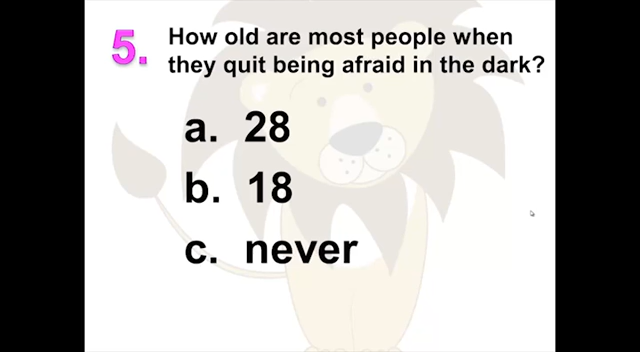 5. How old are most people when
they quit being afraid in the dark?
a. 28
b. 18
c. never